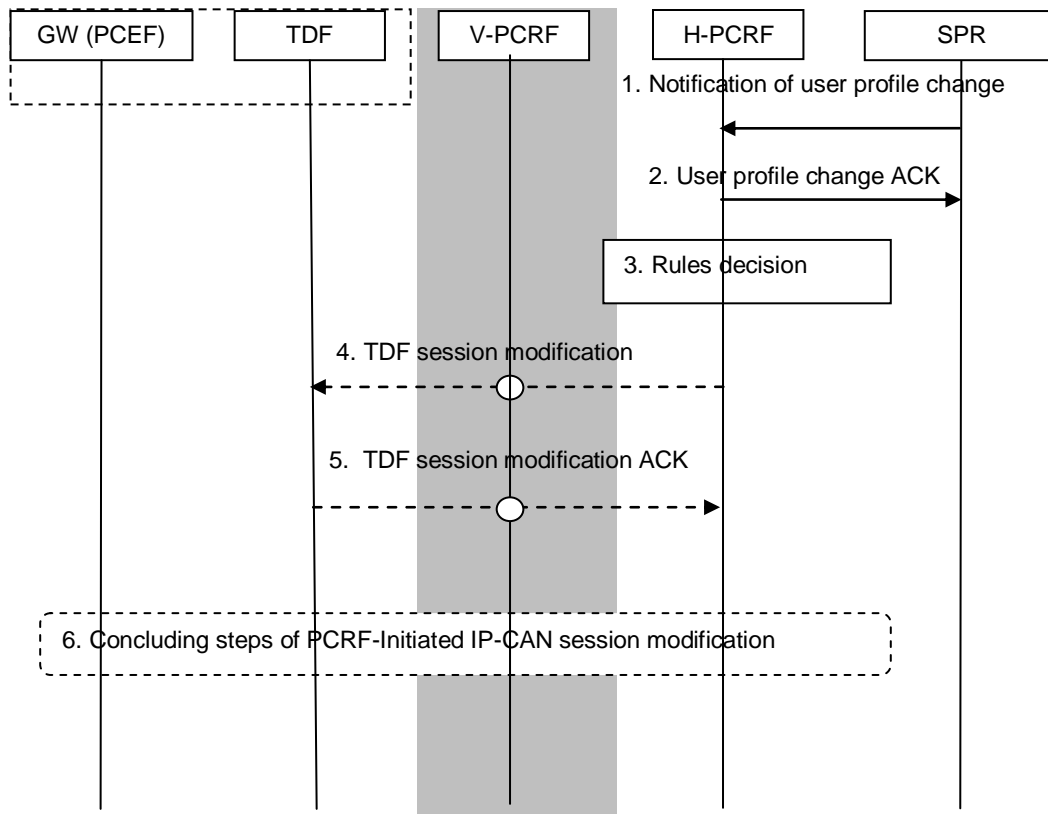 GW (PCEF)
TDF
V-PCRF
H-PCRF
SPR
1. Notification of user profile change
2. User profile change ACK
3. Rules decision
4. TDF session modification
5. TDF session modification ACK
6. Concluding steps of PCRF-Initiated IP-CAN session modification